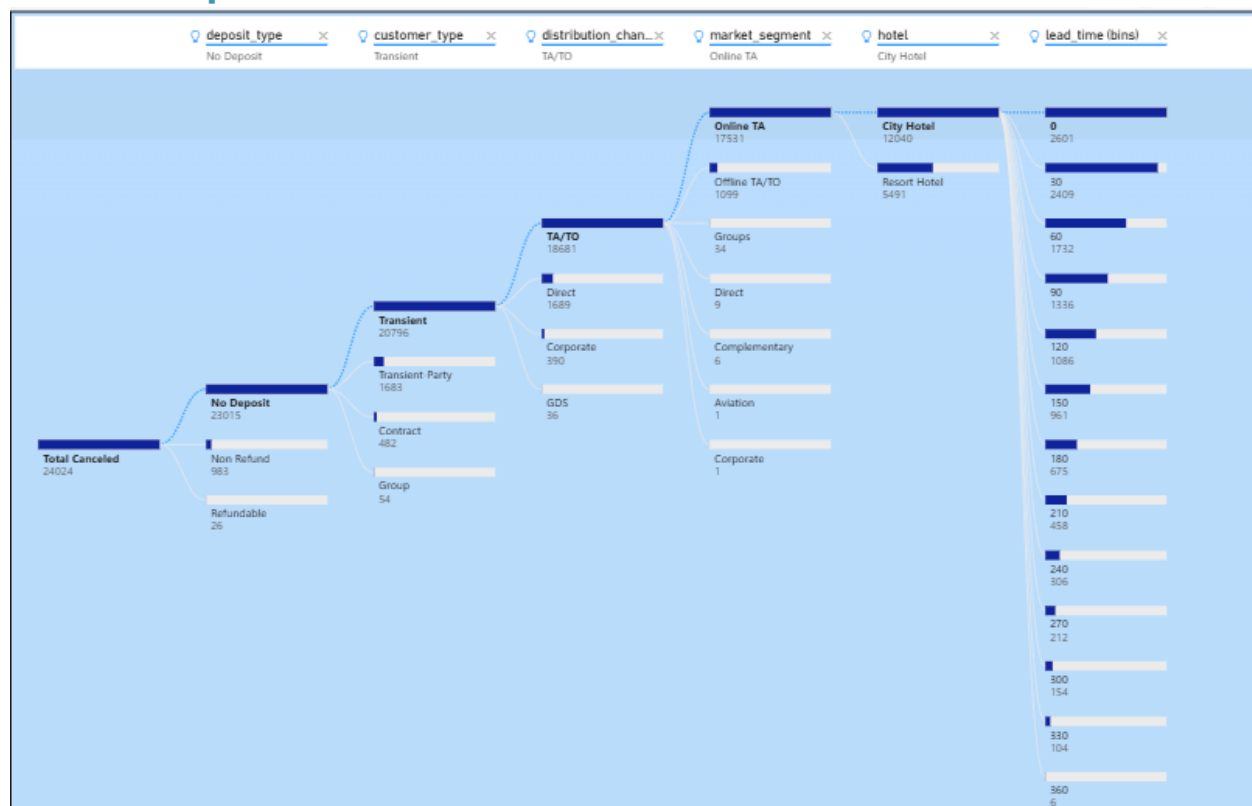 deposit_type
No Deposit
customer_type
Transient
distribution_chan...
TA/TO
market_segment
Online TA
hotel
City Hotel
lead_time (bins)
Total Canceled
24024
No Deposit
23015
Non Refund
983
Refundable
26
Transient
20796
Transient-Party
1683
Contract
482
Group
54
TA/TO
18681
Direct
1689
Corporate
390
GDS
36
Online TA
17531
Offline TA/TO
1099
Groups
34
Direct
9
Complementary
6
Aviation
1
Corporate
1
City Hotel
12040
Resort Hotel
5491
0
2601
30
2409
60
1732
90
1336
120
1086
150
961
180
675
210
458
240
306
270
212
300
154
330
104
360
6